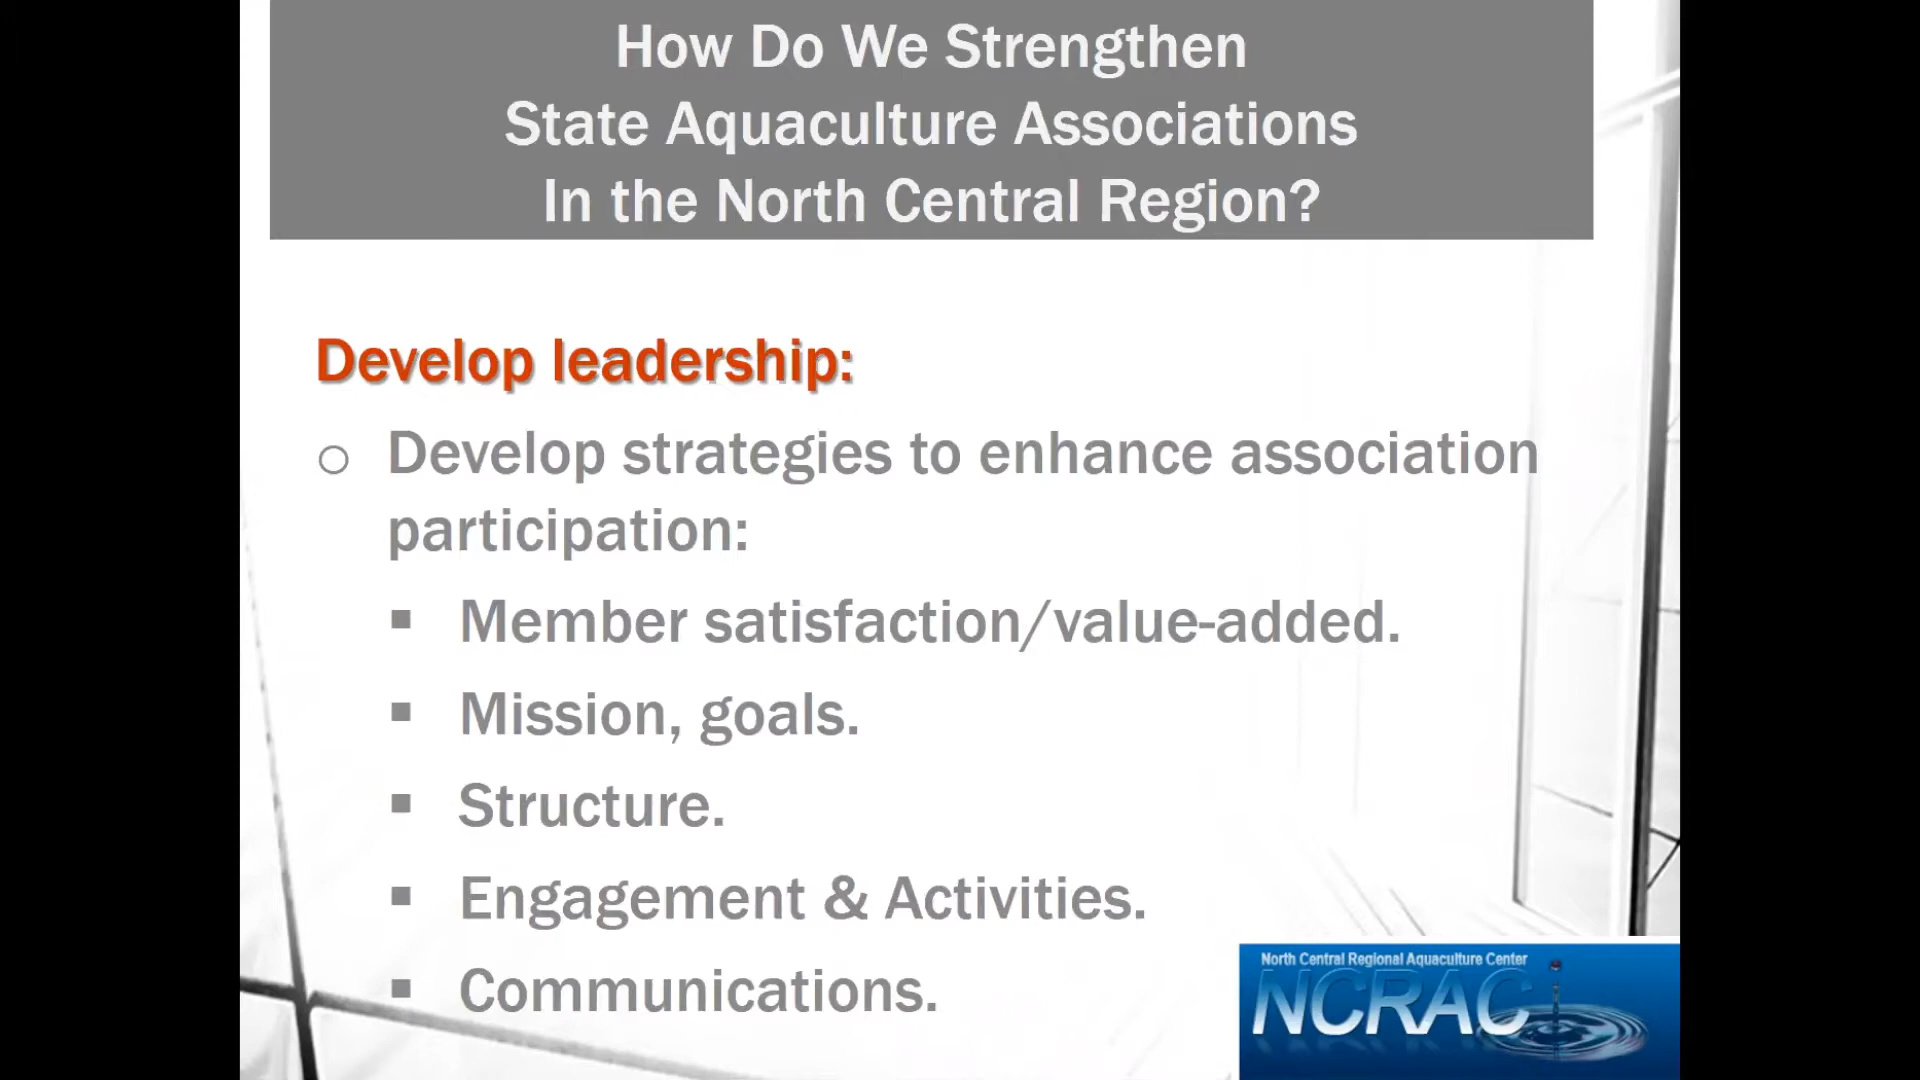 How Do We Strengthen
State Aquaculture Associations
In the North Central Region?
Develop leadership:
Develop strategies to enhance association
participation:
Member satisfaction/value-added.
Mission, goals.
Structure.
Engagement & Activities.
Communications.
North Central Regional Aquaculture Center
NCRAC